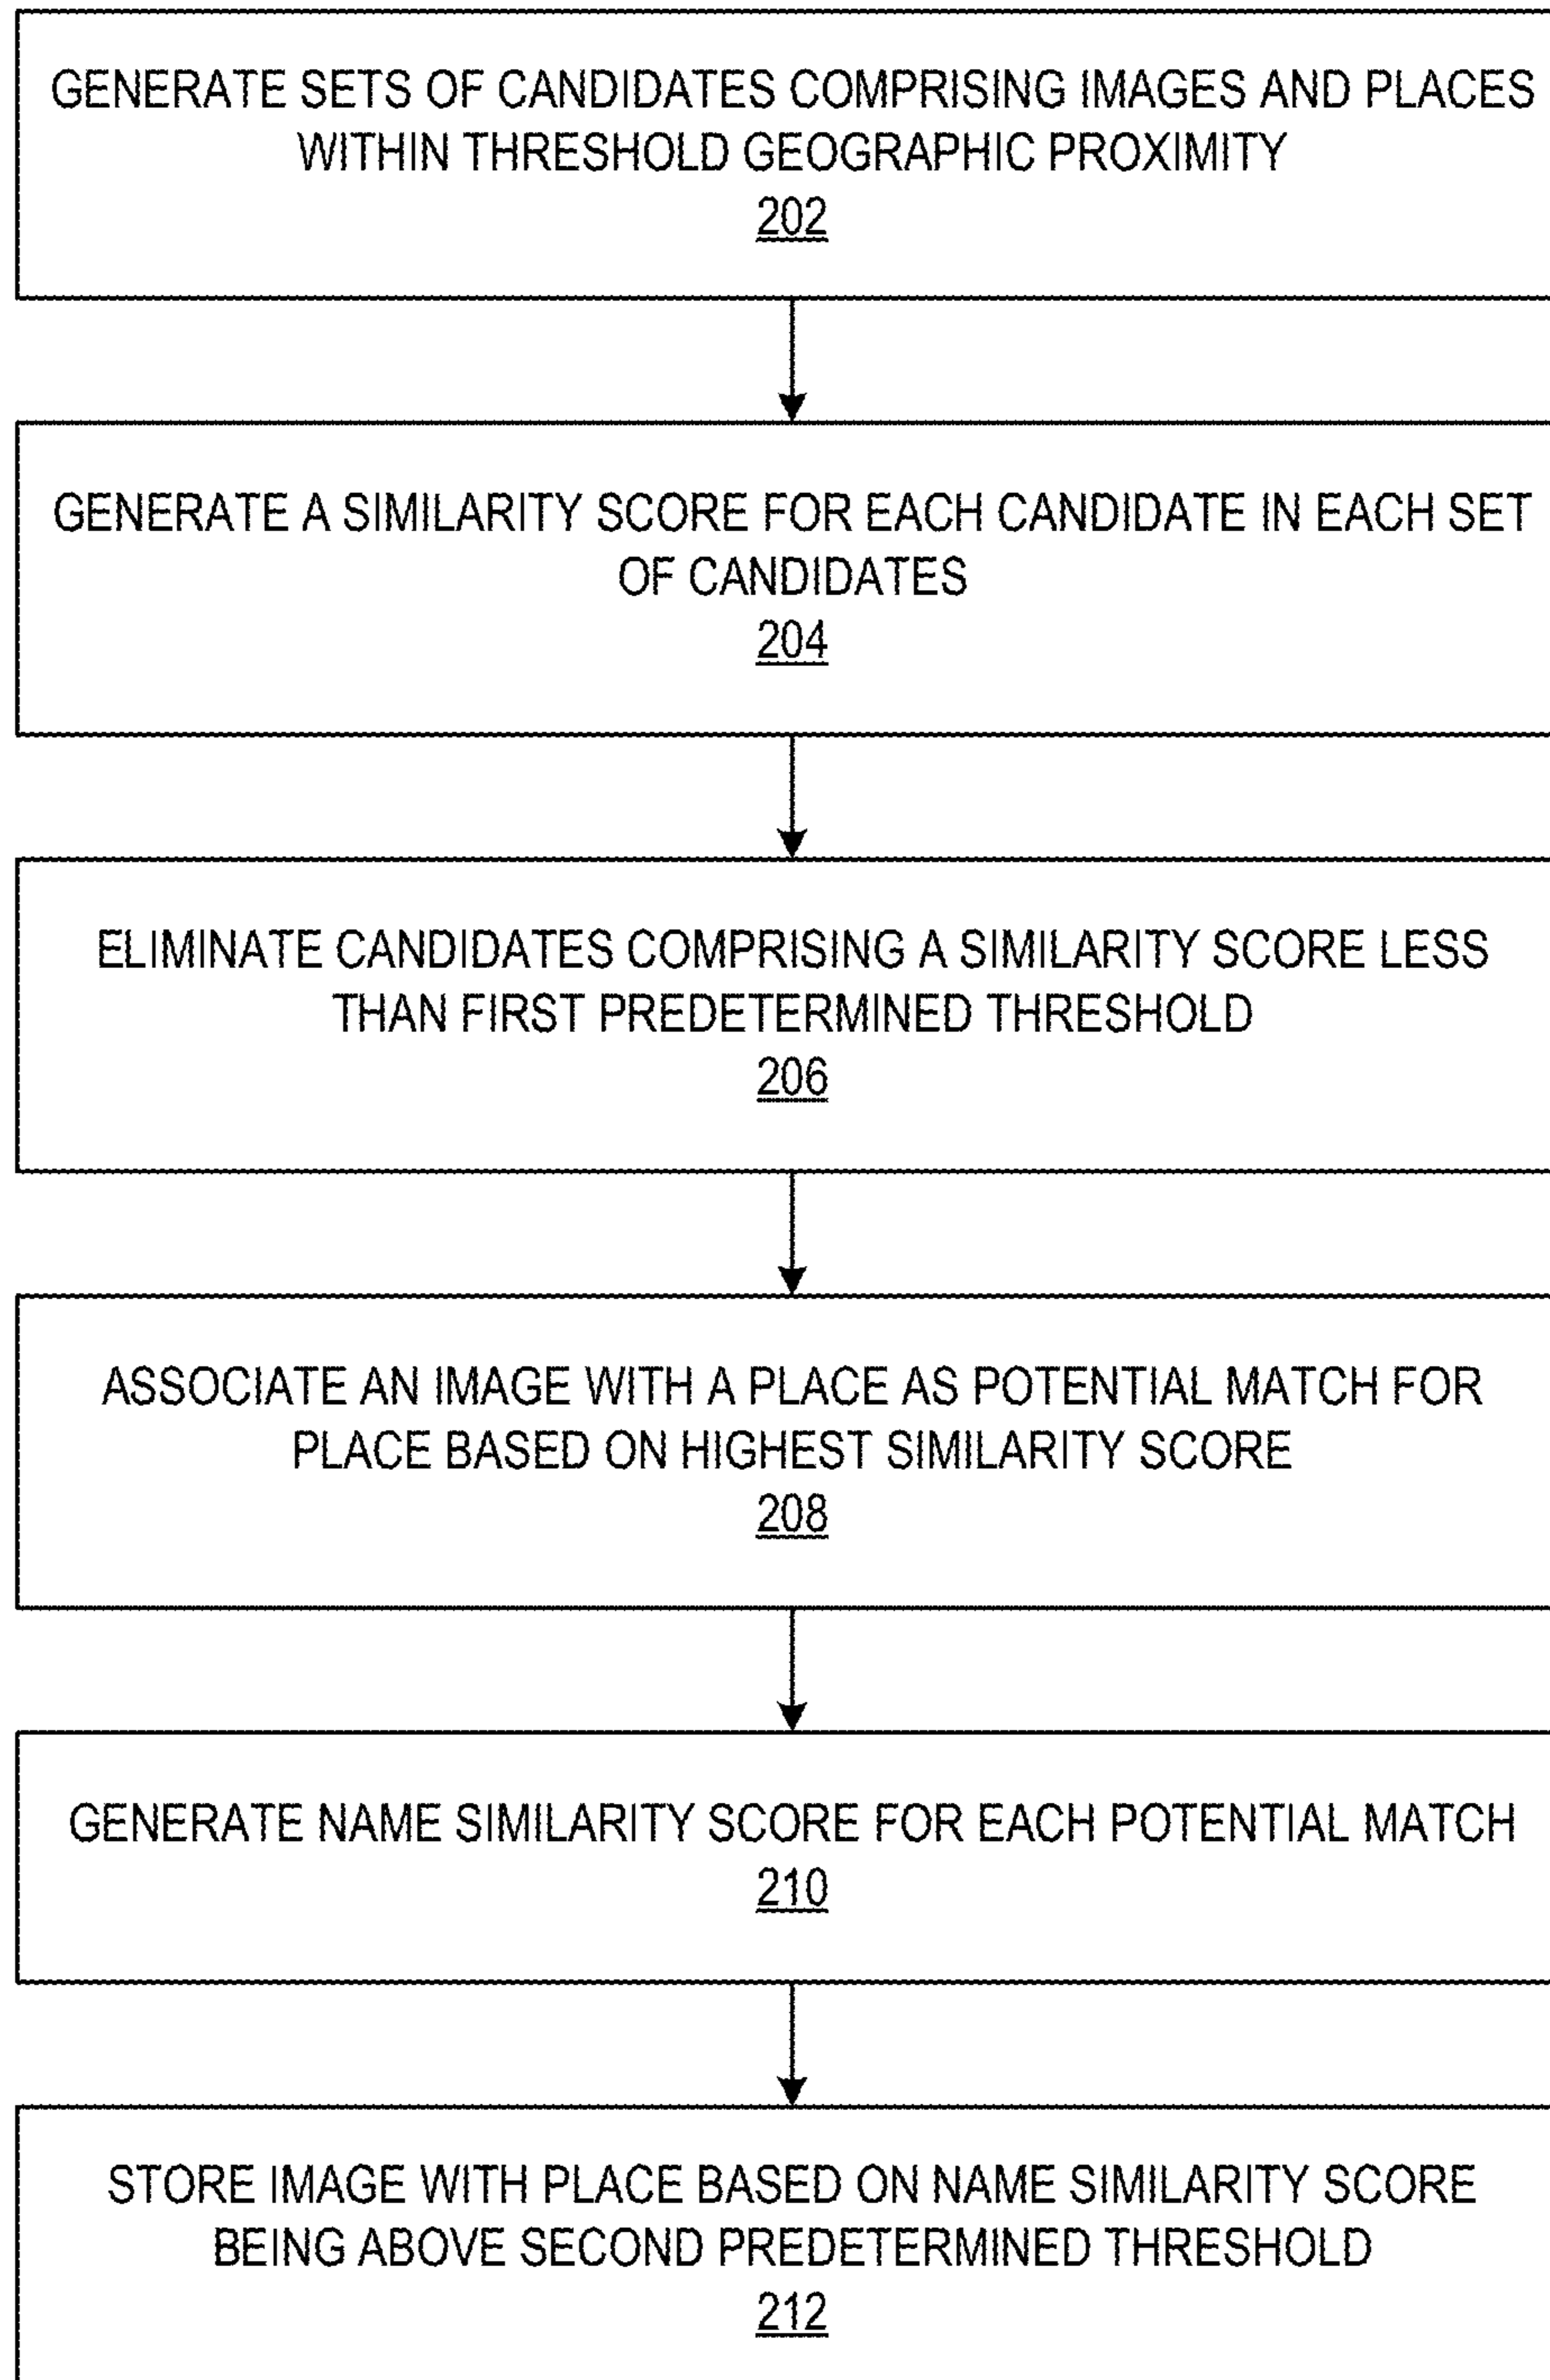 GENERATE SETS OF CANDIDATES COMPRISING IMAGES AND PLACES
WITHIN THRESHOLD GEOGRAPHIC PROXIMITY
202
GENERATE A SIMILARITY SCORE FOR EACH CANDIDATE IN EACH SET
OF CANDIDATES
204
ELIMINATE CANDIDATES COMPRISING A SIMILARITY SCORE LESS
THAN FIRST PREDETERMINED THRESHOLD
206
ASSOCIATE AN IMAGE WITH A PLACE AS POTENTIAL MATCH FOR
PLACE BASED ON HIGHEST SIMILARITY SCORE
208
GENERATE NAME SIMILARITY SCORE FOR EACH POTENTIAL MATCH
210
STORE IMAGE WITH PLACE BASED ON NAME SIMILARITY SCORE
BEING ABOVE SECOND PREDETERMINED THRESHOLD
212